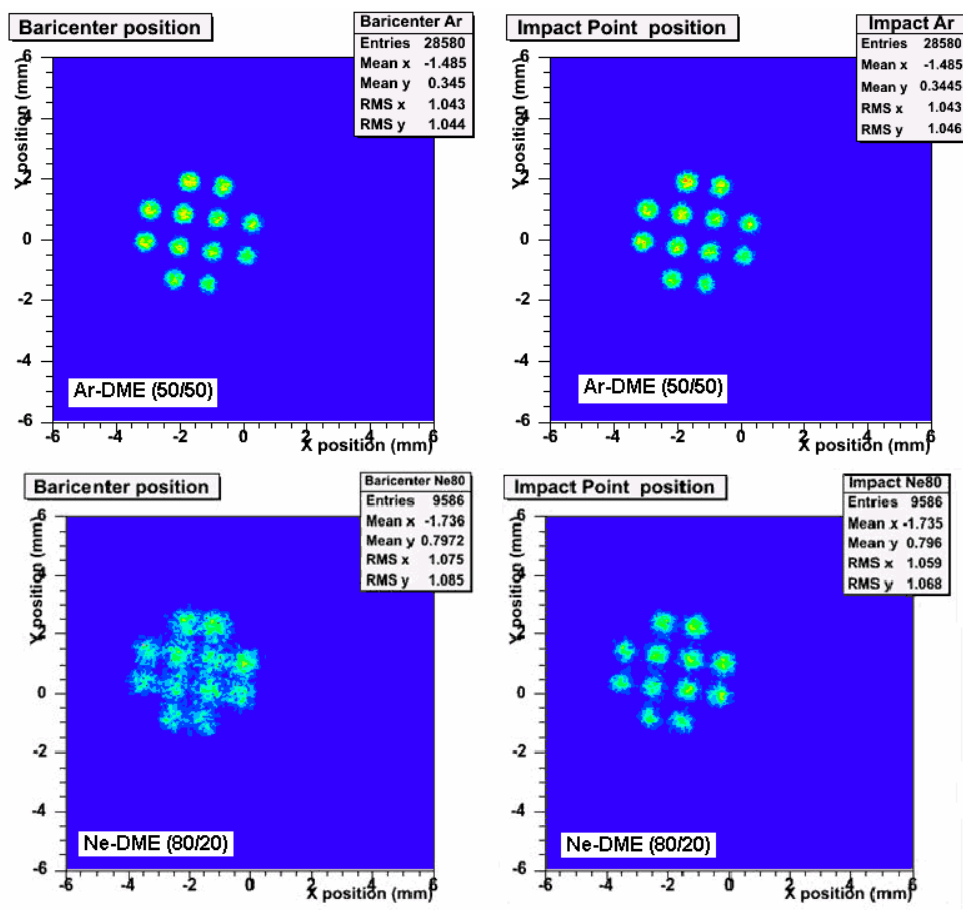 Baricenter position
Baricenter Ar
Entries 28580
Mean x -1.485
Mean y 0.345
RMS x 1.043
RMS y 1.044
Y position (mm)
6
4
2
0
-2
-4
-6
Ar-DME (50/50)
-6 -4 -2 0 2 4 6
X position (mm)
Impact Point position
Impact Ar
Entries 28580
Mean x -1.485
Mean y 0.3445
RMS x 1.043
RMS y 1.046
Y position (mm)
6
4
2
0
-2
-4
-6
Ar-DME (50/50)
-6 -4 -2 0 2 4 6
X position (mm)
Baricenter position
Baricenter Ne80
Entries 9586
Mean x -1.736
Mean y 0.7972
RMS x 1.075
RMS y 1.085
Y position (mm)
6
4
2
0
-2
-4
-6
Ne-DME (80/20)
-6 -4 -2 0 2 4 6
X position (mm)
Impact Point position
Impact Ne80
Entries 9586
Mean x -1.735
Mean y 0.796
RMS x 1.059
RMS y 1.068
Y position (mm)
6
4
2
0
-2
-4
-6
Ne-DME (80/20)
-6 -4 -2 0 2 4 6
X position (mm)